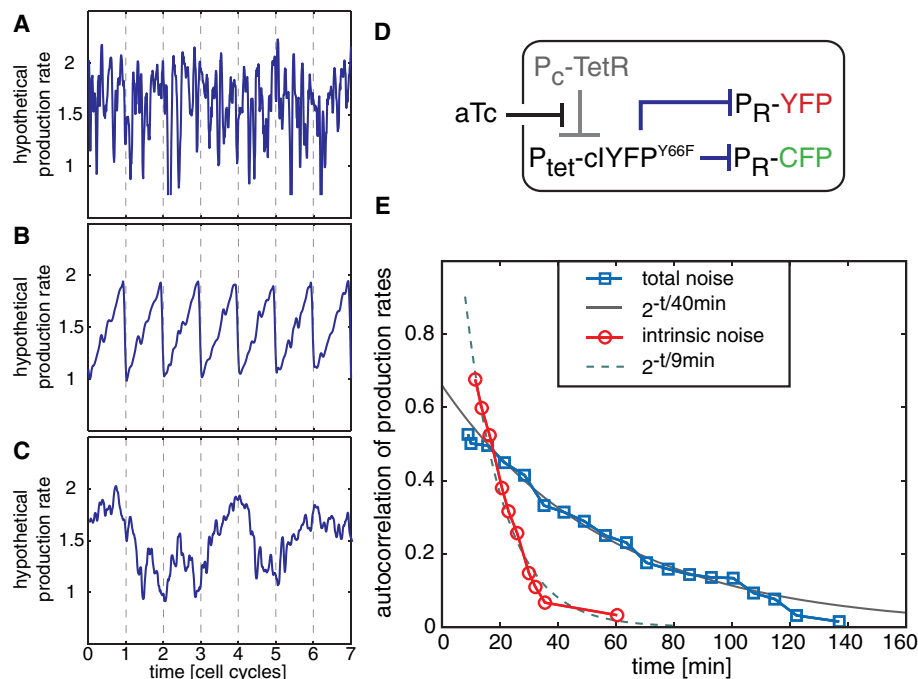 A
hypothetical
production rate
2
1.5
1
B
hypothetical
production rate
2
1.5
1
C
hypothetical
production rate
2
1.5
1
0 1 2 3 4 5 6 7
time [cell cycles]
D
Pc-TetR
aTc
PR-YFP
Ptet-cIYFPY66F
PR-CFP
E
autocorrelation of production rates
0.8
0.6
0.4
0.2
0
total noise
2-t/40min
intrinsic noise
2-t/9min
0 20 40 60 80 100 120 140 160
time [min]